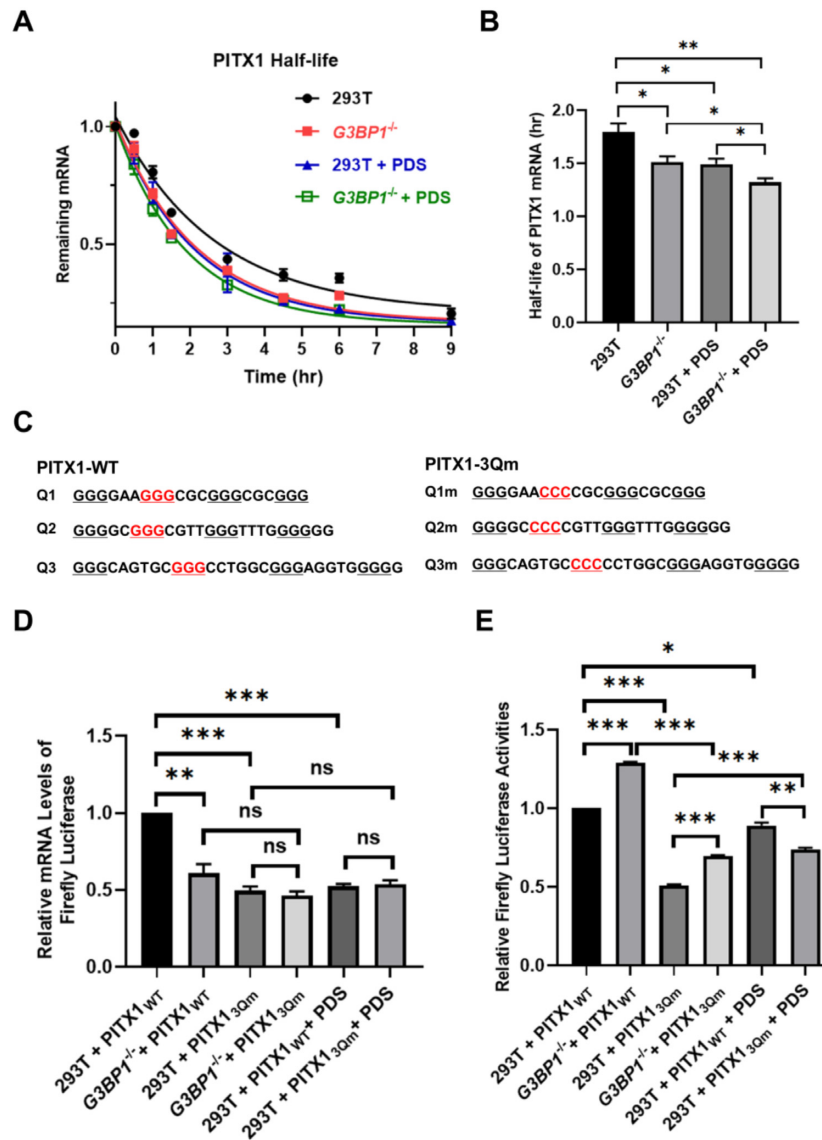 A
PITX1 Half-life
Remaining mRNA
1.0
0.5
0 1 2 3 4 5 6 7 8 9
Time (hr)
293T
G3BP1-/-
293T + PDS
G3BP1-/- + PDS
B
Half-life of PITX1 mRNA (hr)
2.0
1.5
1.0
0.5
0.0
**
*
*
*
*
293T
G3BP1-/-
293T + PDS
G3BP1-/- + PDS
C
PITX1-WT
Q1 GGGGAAGGGCGCGGGCGCGGG
Q2 GGGGCGGGCGTTGGGTTTGGGGGG
Q3 GGGCAGTGCGGGCCTGGCGGGAGGTGGGGG
PITX1-3Qm
Q1m GGGGAACCCCGCGGGCGCGGG
Q2m GGGGCCCCCGTTGGGTTTGGGGGG
Q3m GGGCAGTGCCCCCCTGGCGGGAGGTGGGGG
D
Relative mRNA Levels of
Firefly Luciferase
1.5
1.0
0.5
0.0
***
***
**
ns
ns
ns
ns
293T + PITX1WT
G3BP1-/- + PITX1WT
293T + PITX13Qm
G3BP1-/- + PITX13Qm
293T + PITX1WT + PDS
293T + PITX13Qm + PDS
E
Relative Firefly Luciferase Activities
1.5
1.0
0.5
0.0
*
***
***
***
***
***
**
293T + PITX1WT
G3BP1-/- + PITX1WT
293T + PITX13Qm
G3BP1-/- + PITX13Qm
293T + PITX1WT + PDS
293T + PITX13Qm + PDS